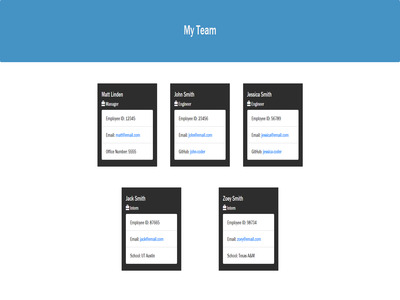 My Team
Matt Linden
Manager
Employee ID: 12345
Email: matt@email.com
Office Number: 5555
John Smith
Engineer
Employee ID: 23456
Email: john@email.com
GitHub: john.coder
Jessica Smith
Engineer
Employee ID: 56789
Email: jessica@email.com
GitHub: jessica.coder
Jack Smith
Intern
Employee ID: 87665
Email: jack@email.com
School: UT Austin
Zoey Smith
Intern
Employee ID: 98754
Email: zoey@email.com
School: Texas A&M